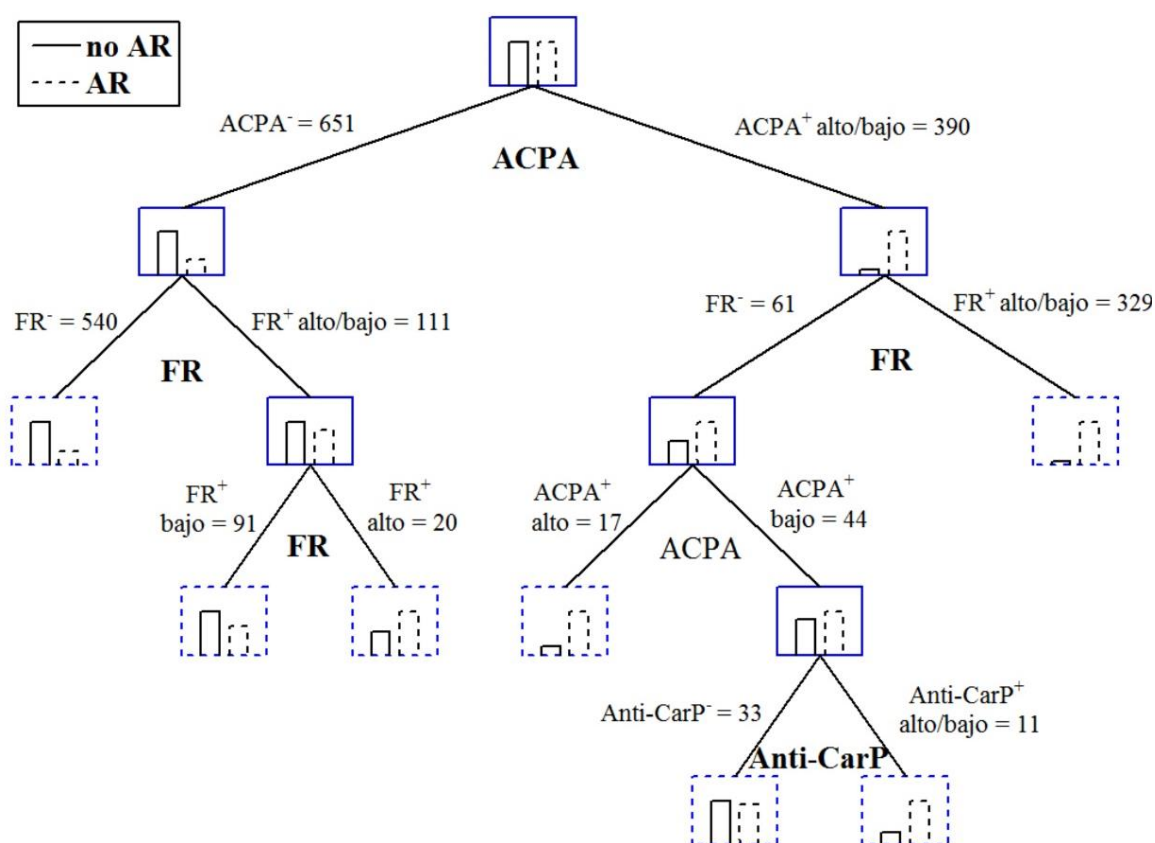 no AR
AR
ACPA⁻ = 651
ACPA⁺ alto/bajo = 390
ACPA
FR⁻ = 540
FR⁺ alto/bajo = 111
FR⁻ = 61
FR⁺ alto/bajo = 329
FR
FR
FR⁺
bajo = 91
FR⁺
alto = 20
FR
ACPA⁺
alto = 17
ACPA⁺
bajo = 44
ACPA
Anti-CarP⁻ = 33
Anti-CarP⁺
alto/bajo = 11
Anti-CarP